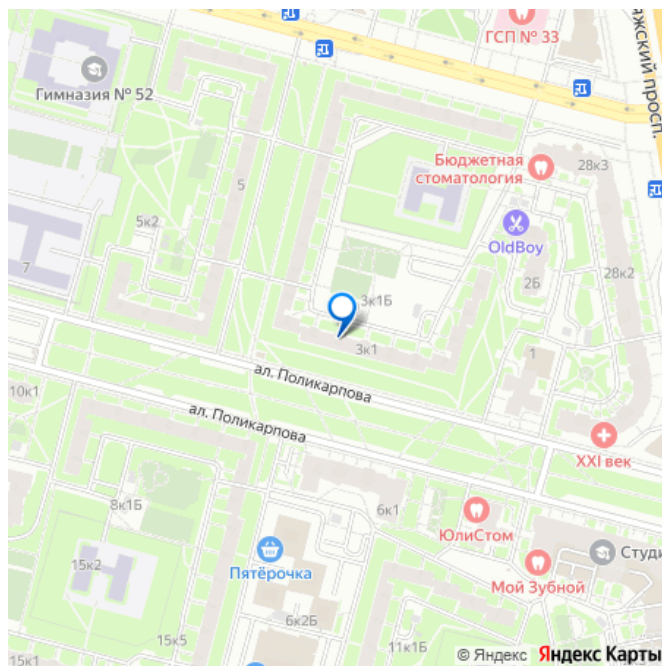 ГСП № 33
яжский просп.
Гимназия № 52
Бюджетная
стоматология
28к3
5
OldBoy
5к2
28к2
7
2Б
3к1Б
3к1
1
ал. Поликарпова
10к1
ал. Поликарпова
XXI век
8к1Б
6к1
ЮлиСтом
Студи
15к2
Пятёрочка
Мой Зубной
6к2Б
15к5
11к1Б
15к1
© Яндекс Яндекс Карты